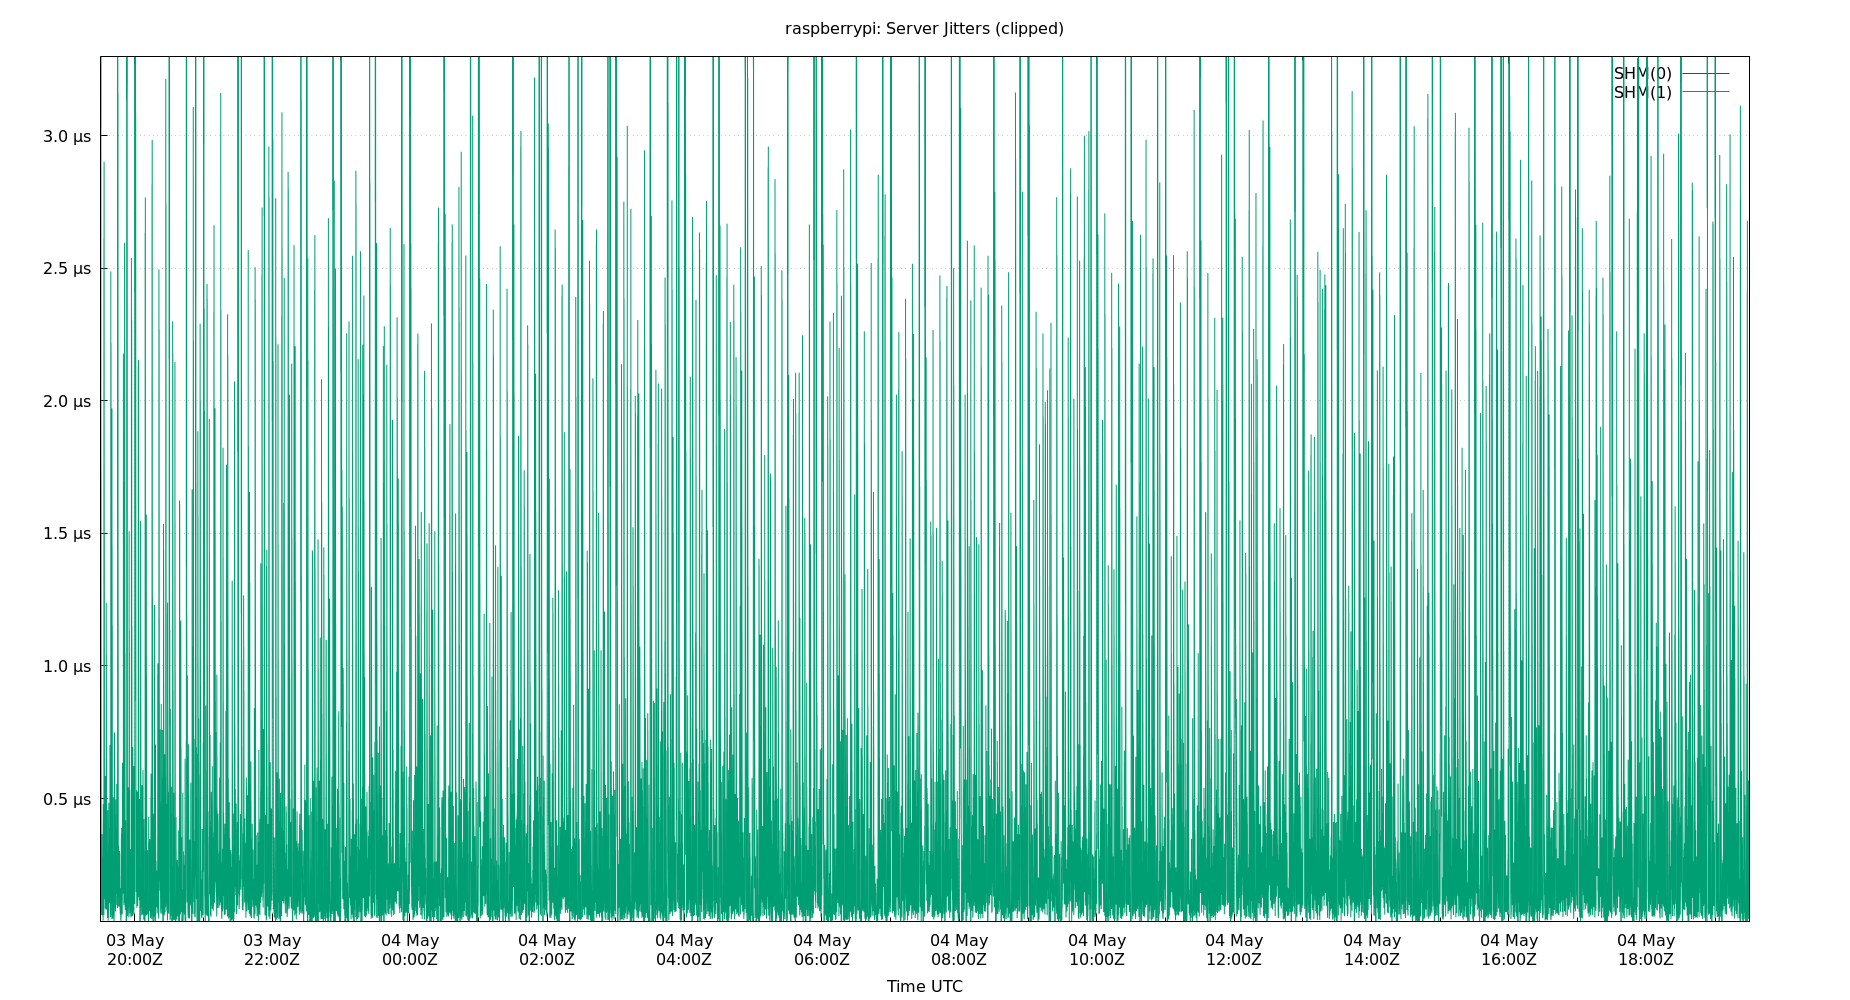 raspberrypi: Server Jitters (clipped)
SHM(0)
SHM(1)
3.0 µs
2.5 µs
2.0 µs
1.5 µs
1.0 µs
0.5 µs
03 May 03 May 04 May 04 May 04 May 04 May 04 May 04 May 04 May 04 May 04 May 04 May
20:00Z 22:00Z 00:00Z 02:00Z 04:00Z 06:00Z 08:00Z 10:00Z 12:00Z 14:00Z 16:00Z 18:00Z
Time UTC